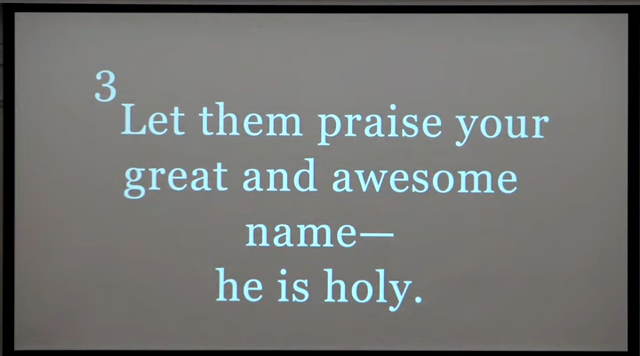 3 Let them praise your
great and awesome
name—
he is holy.